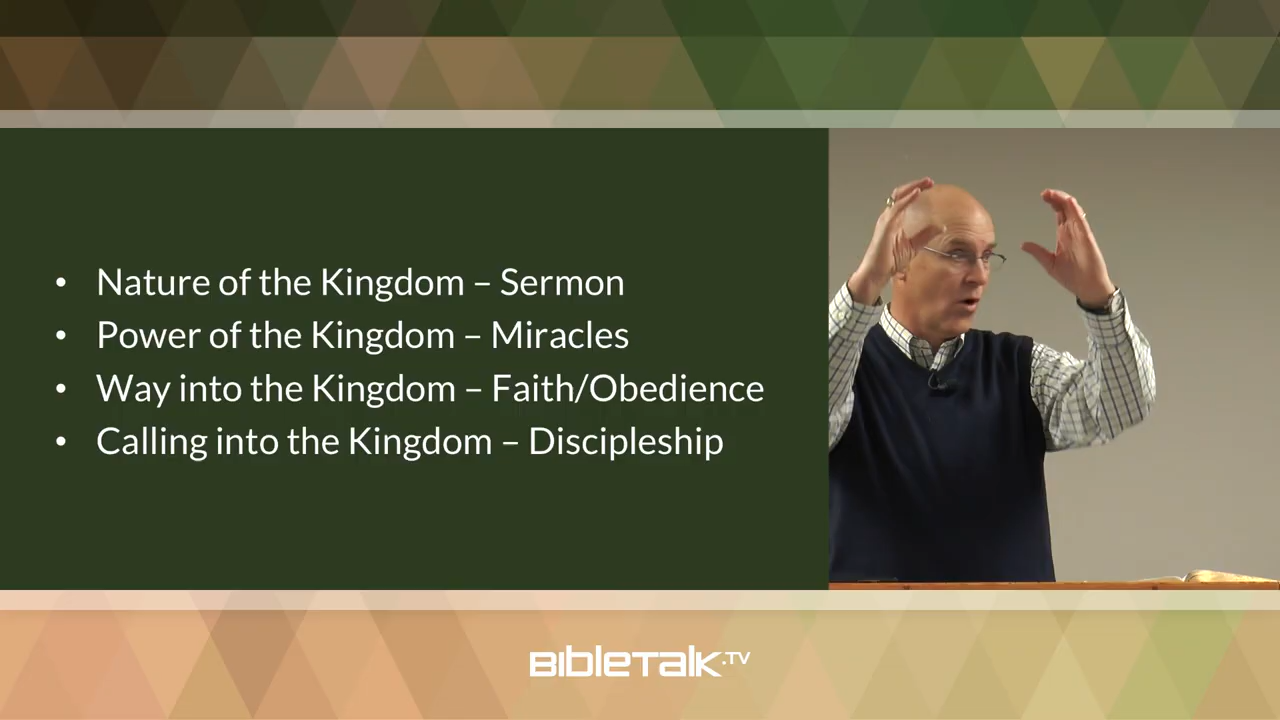 • Nature of the Kingdom – Sermon
• Power of the Kingdom – Miracles
• Way into the Kingdom – Faith/Obedience
• Calling into the Kingdom – Discipleship
BibleTalk.TV